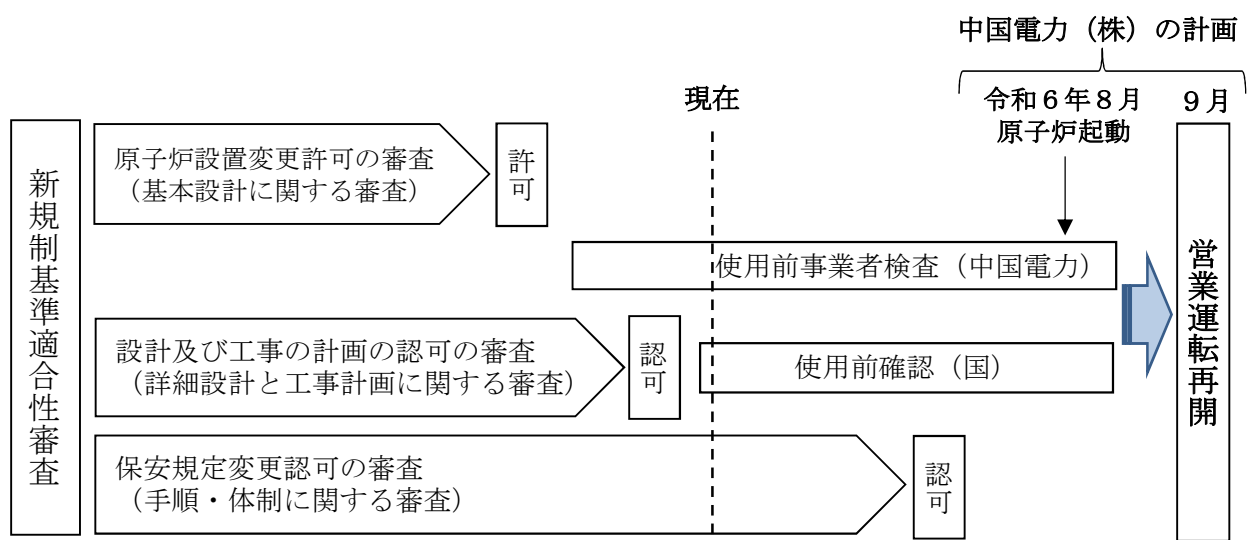 中国電力（株）の計画
現在
令和６年８月
原子炉起動
９月
新規制基準適合性審査
原子炉設置変更許可の審査
（基本設計に関する審査）
許可
使用前事業者検査（中国電力）
設計及び工事の計画の認可の審査
（詳細設計と工事計画に関する審査）
認可
使用前確認（国）
保安規定変更認可の審査
（手順・体制に関する審査）
認可
営業運転再開